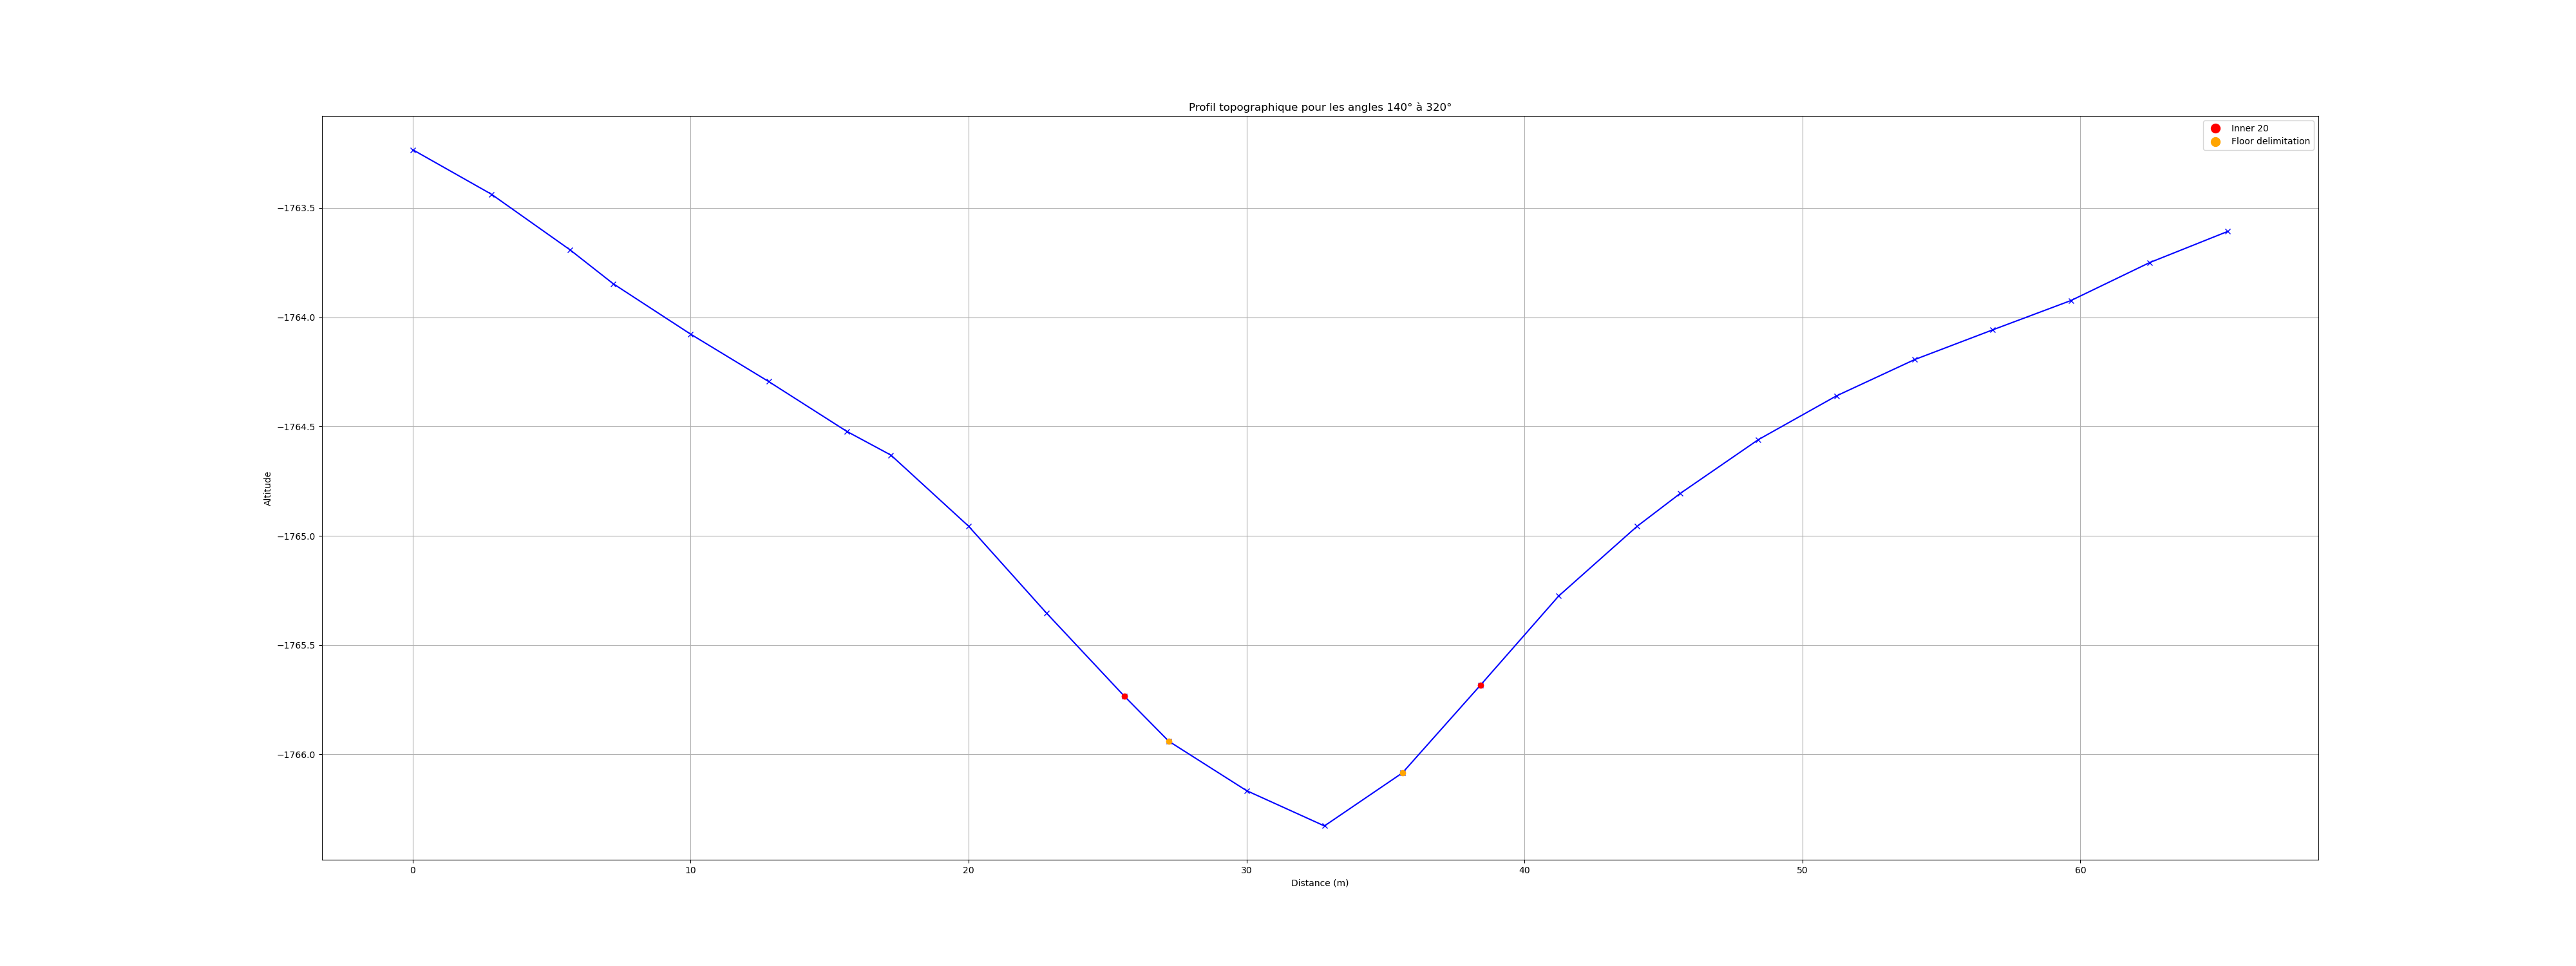 Profil topographique pour les angles 140° à 320°
Inner 20
Floor delimitation
−1763.5
−1764.0
−1764.5
−1765.0
−1765.5
−1766.0
Altitude
0 10 20 30 40 50 60
Distance (m)